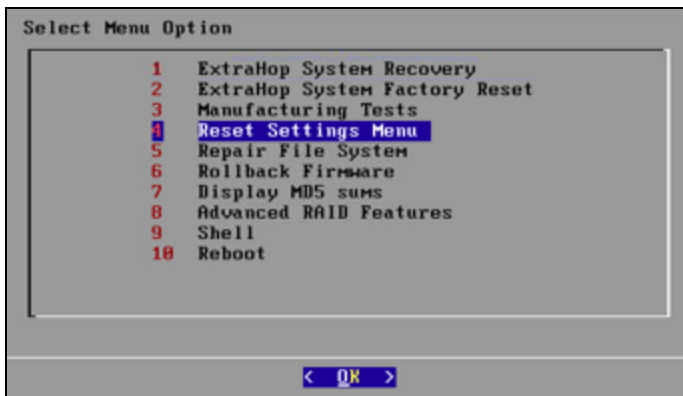 Select Menu Option
1 ExtraHop System Recovery
2 ExtraHop System Factory Reset
3 Manufacturing Tests
4 Reset Settings Menu
5 Repair File System
6 Rollback Firmware
7 Display MD5 sums
8 Advanced RAID Features
9 Shell
10 Reboot
< OK >